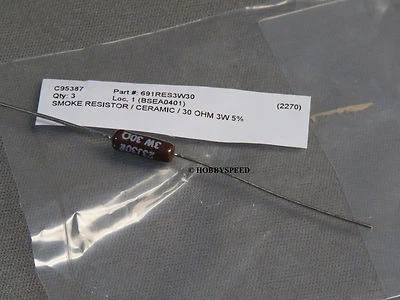 C95387 Part #: 691RES3W30
Qty: 3 Loc. 1 (BSEA0401) (2270)
SMOKE RESISTOR / CERAMIC / 30 OHM 3W 5%
23J30R
3W 30Ω
© HOBBYSPEED